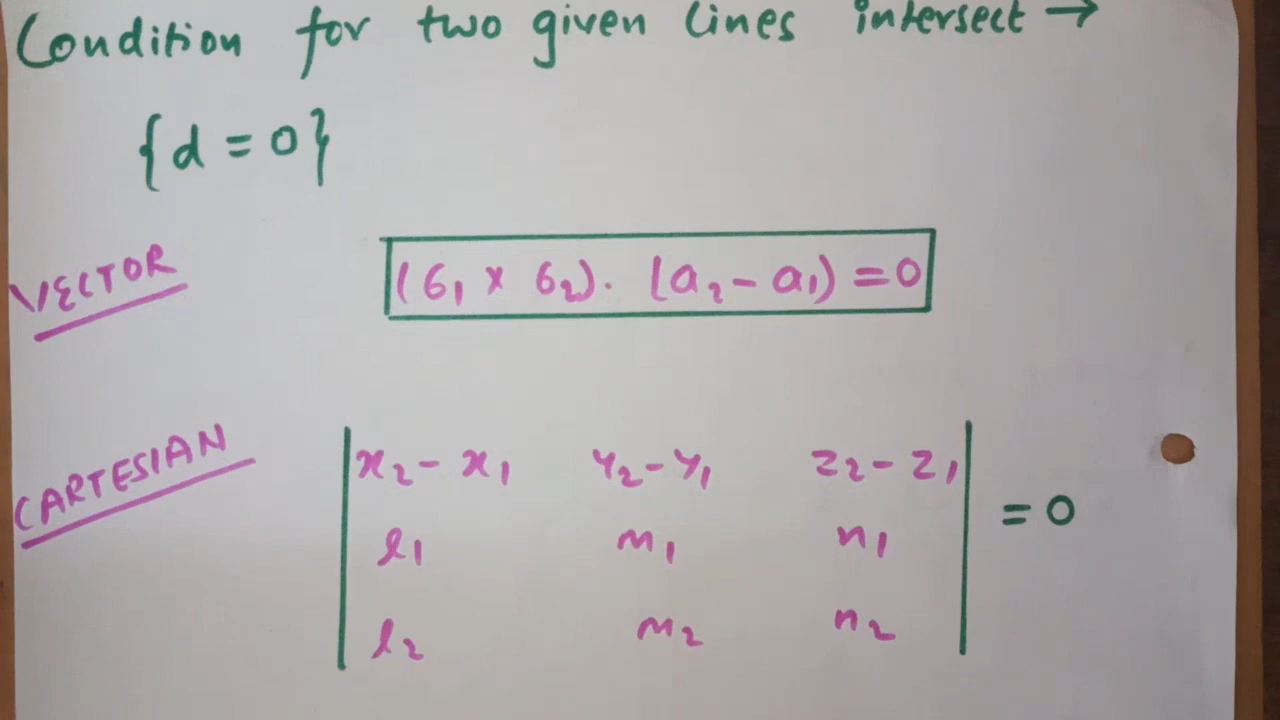 Condition for two given lines intersect →
{d = 0}
VECTOR
(b₁ × b₂). (a₂ - a₁) = 0
CARTESIAN
| x₂ - x₁ y₂ - y₁ z₂ - z₁ |
| l₁ m₁ n₁ | = 0
| l₂ m₂ n₂ |